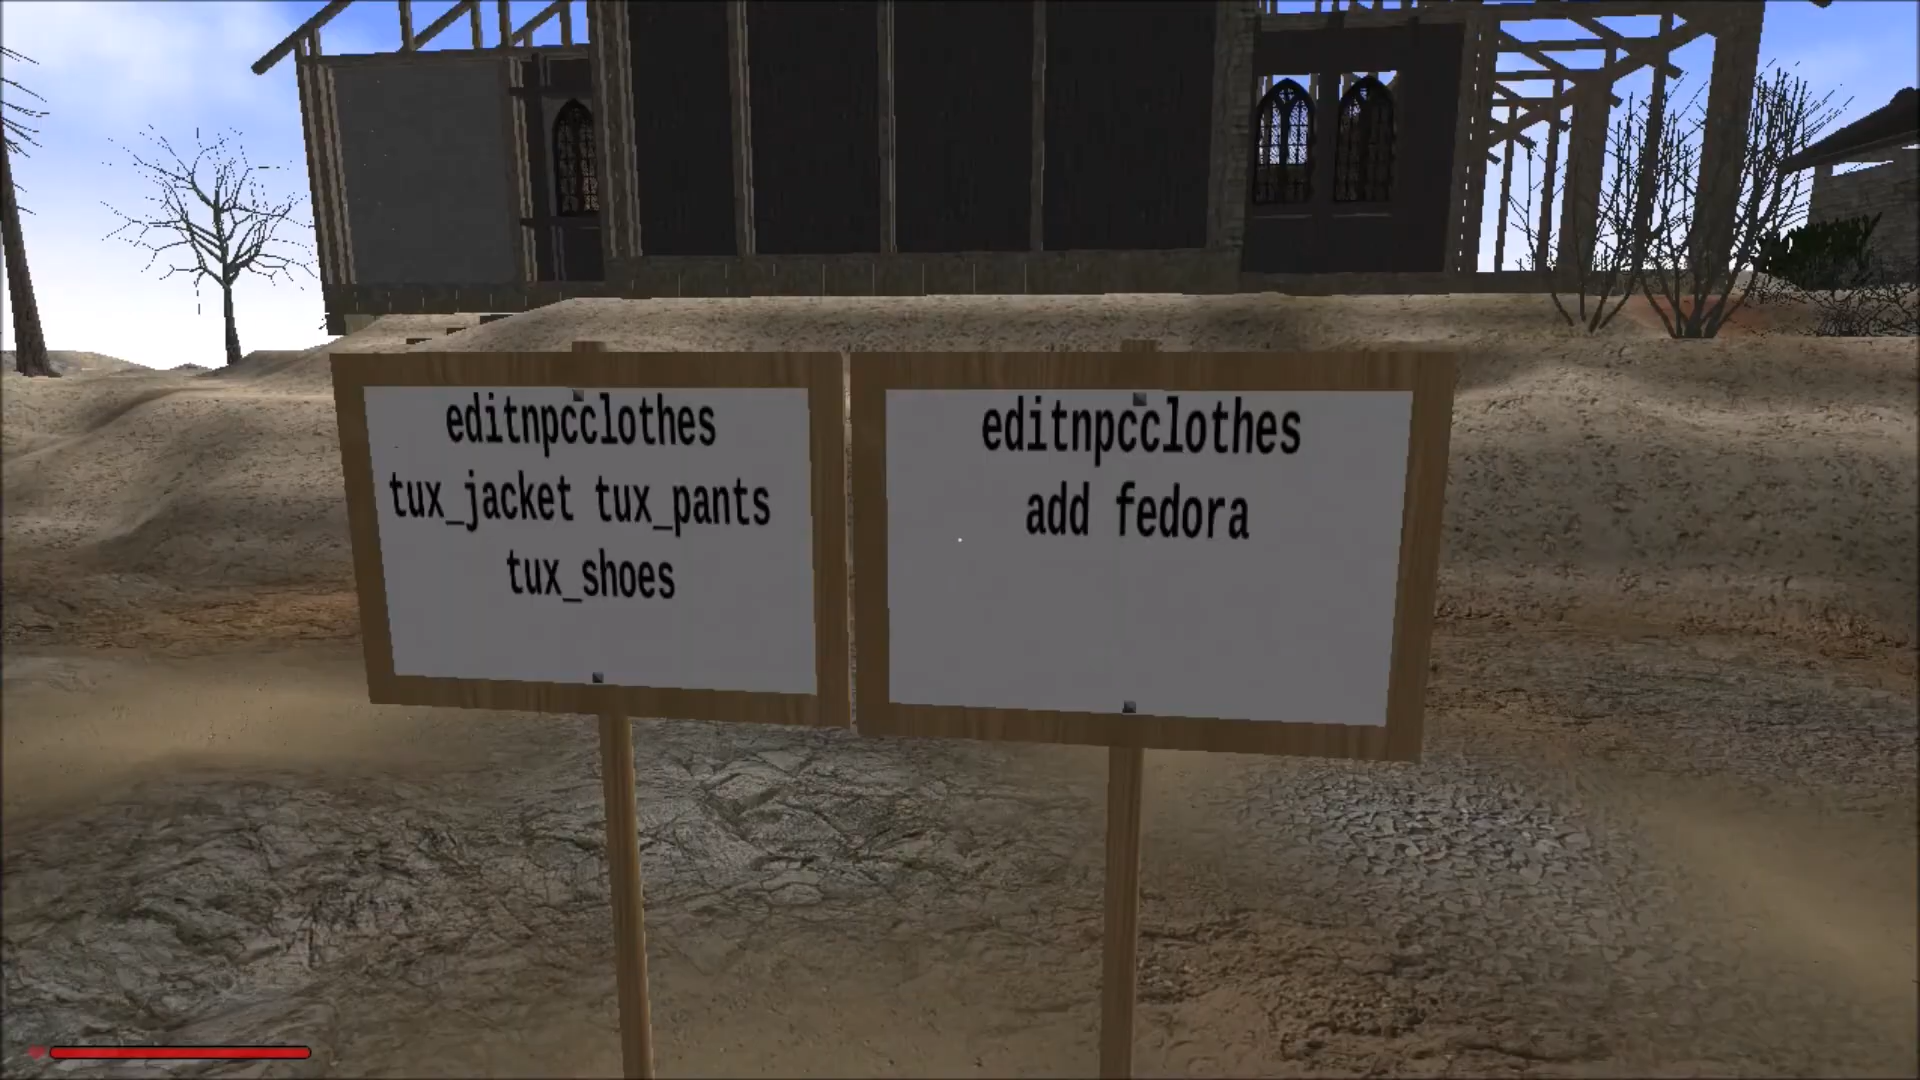 editnpcclothes
tux_jacket tux_pants
tux_shoes
editnpcclothes
add fedora